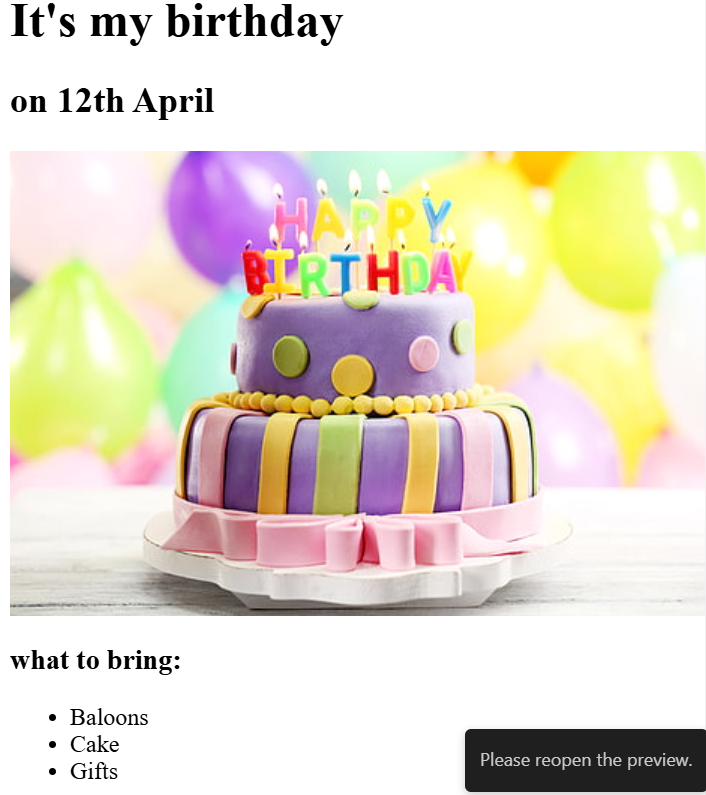 It's my birthday
on 12th April
HAPPY
BIRTHDAY
what to bring:
Baloons
Cake
Gifts
Please reopen the preview.